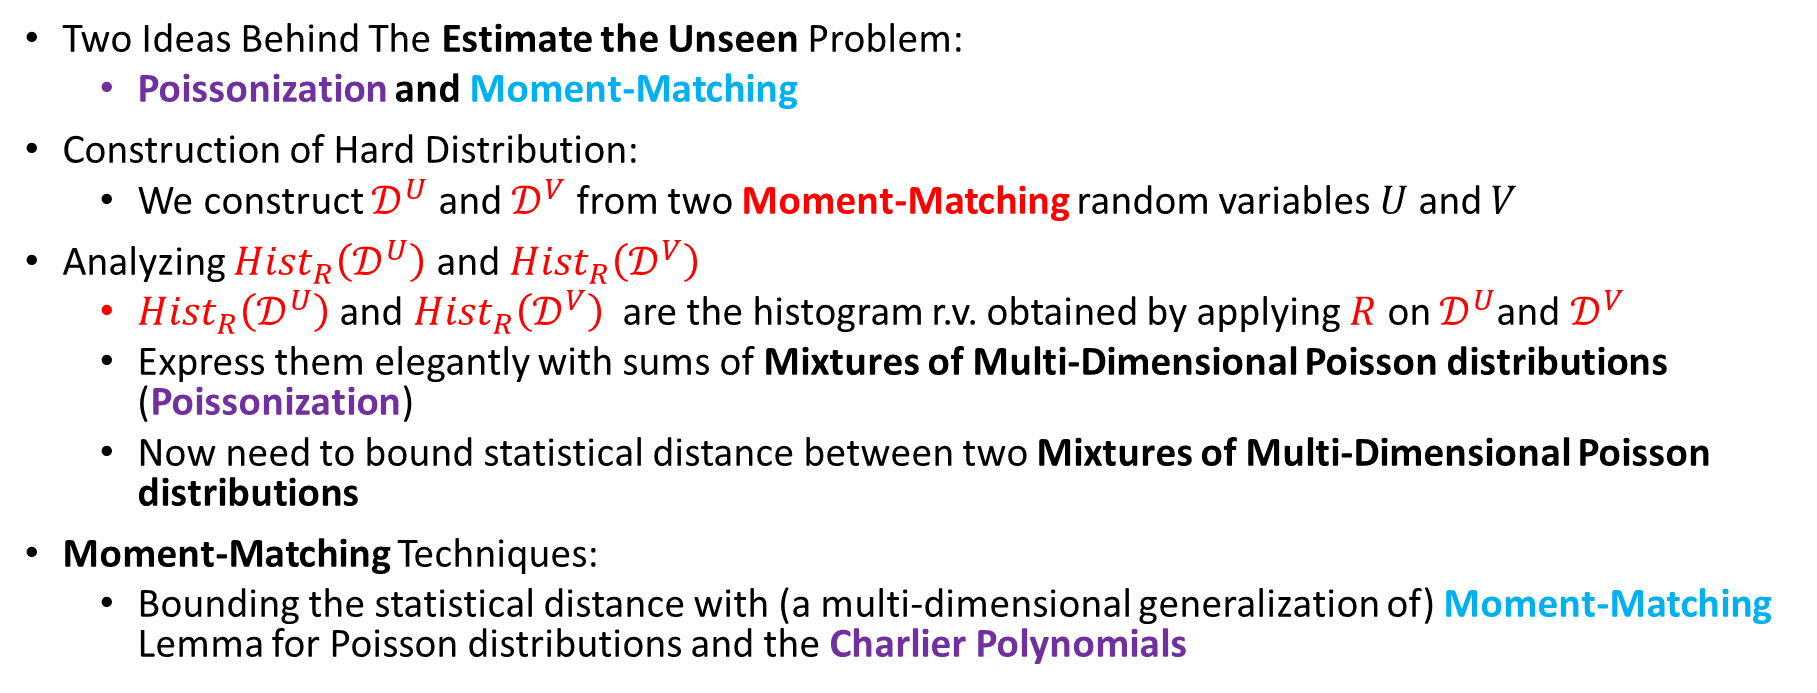 • Two Ideas Behind The Estimate the Unseen Problem:
• Poissonization and Moment-Matching
• Construction of Hard Distribution:
• We construct 𝒟^U and 𝒟^V from two Moment-Matching random variables U and V
• Analyzing Hist_R(𝒟^U) and Hist_R(𝒟^V)
• Hist_R(𝒟^U) and Hist_R(𝒟^V) are the histogram r.v. obtained by applying R on 𝒟^U and 𝒟^V
• Express them elegantly with sums of Mixtures of Multi-Dimensional Poisson distributions
(Poissonization)
• Now need to bound statistical distance between two Mixtures of Multi-Dimensional Poisson
distributions
• Moment-Matching Techniques:
• Bounding the statistical distance with (a multi-dimensional generalization of) Moment-Matching
Lemma for Poisson distributions and the Charlier Polynomials